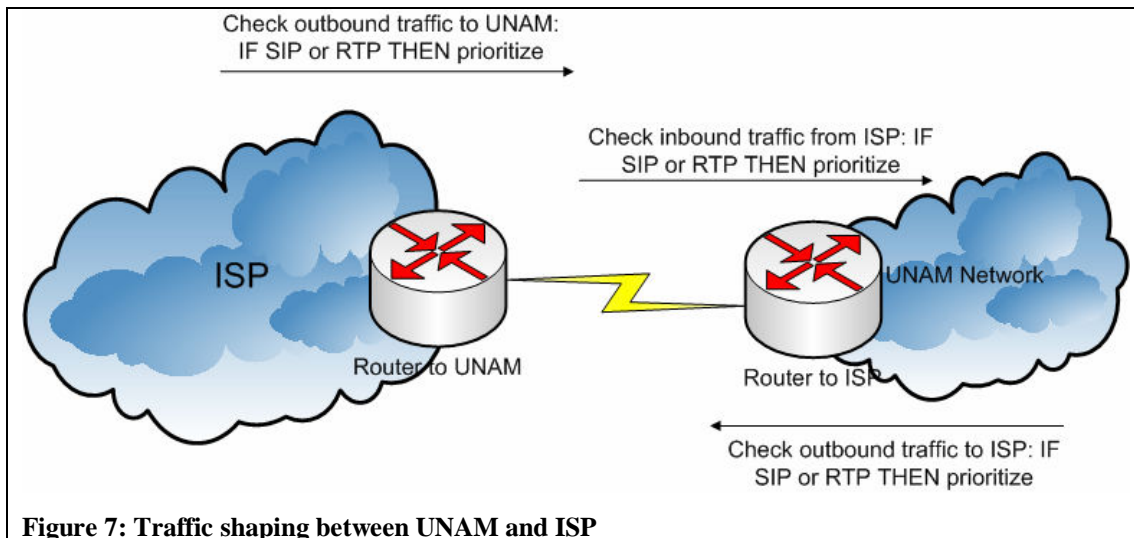 Check outbound traffic to UNAM:
IF SIP or RTP THEN prioritize
Check inbound traffic from ISP: IF
SIP or RTP THEN prioritize
ISP
UNAM Network
Router to UNAM
Router to ISP
Check outbound traffic to ISP: IF
SIP or RTP THEN prioritize
Figure 7: Traffic shaping between UNAM and ISP